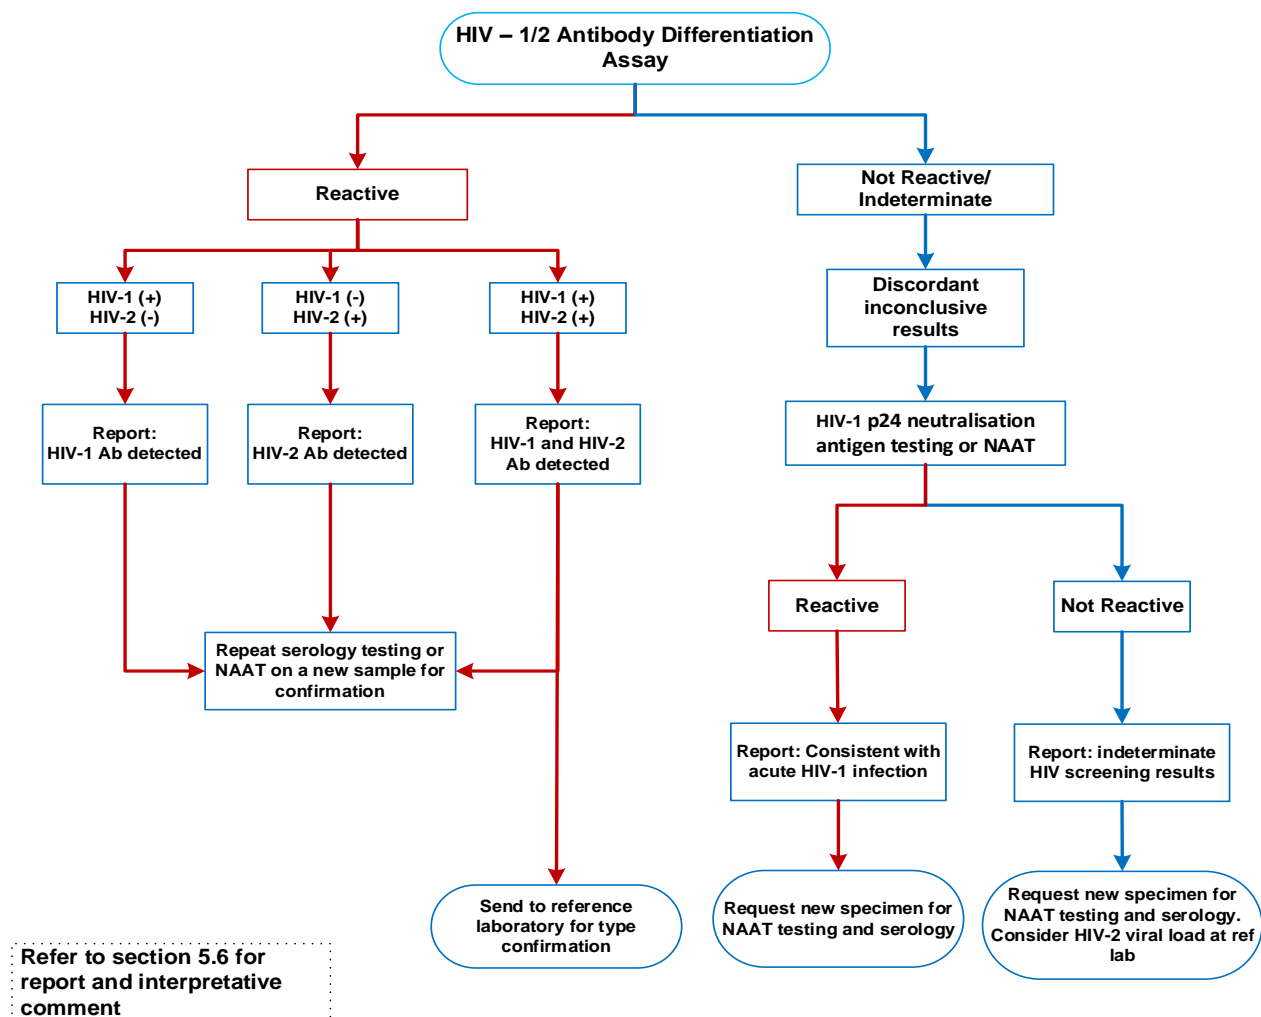 HIV – 1/2 Antibody Differentiation
Assay
Reactive
Not Reactive/
Indeterminate
HIV-1 (+)
HIV-2 (-)
HIV-1 (-)
HIV-2 (+)
HIV-1 (+)
HIV-2 (+)
Discordant
inconclusive
results
Report:
HIV-1 Ab detected
Report:
HIV-2 Ab detected
Report:
HIV-1 and HIV-2
Ab detected
HIV-1 p24 neutralisation
antigen testing or NAAT
Reactive
Not Reactive
Repeat serology testing or
NAAT on a new sample for
confirmation
Report: Consistent with
acute HIV-1 infection
Report: indeterminate
HIV screening results
Send to reference
laboratory for type
confirmation
Request new specimen for
NAAT testing and serology
Request new specimen for
NAAT testing and serology.
Consider HIV-2 viral load at ref
lab
Refer to section 5.6 for
report and interpretative
comment